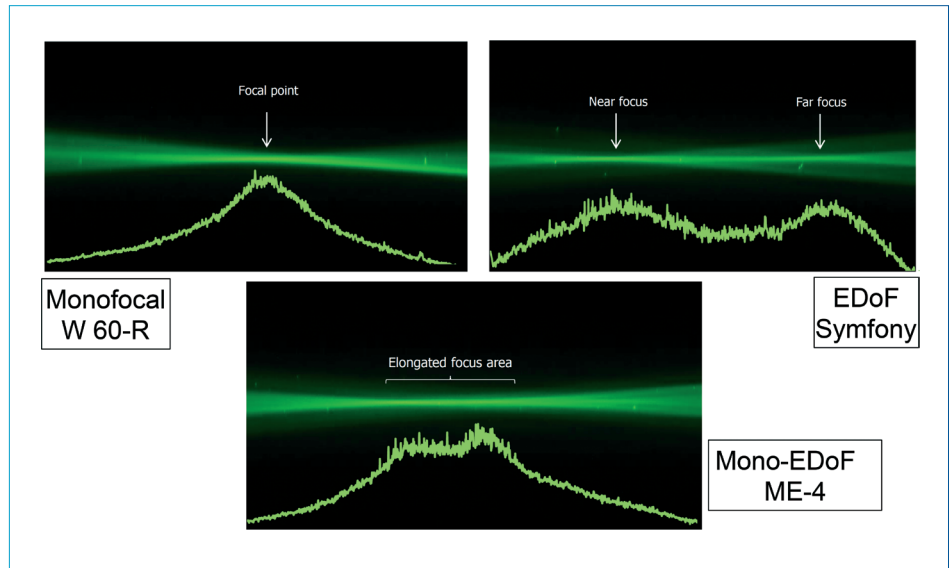 Focal point
Near focus
Far focus
Monofocal
W 60-R
EDoF
Symfony
Elongated focus area
Mono-EDoF
ME-4